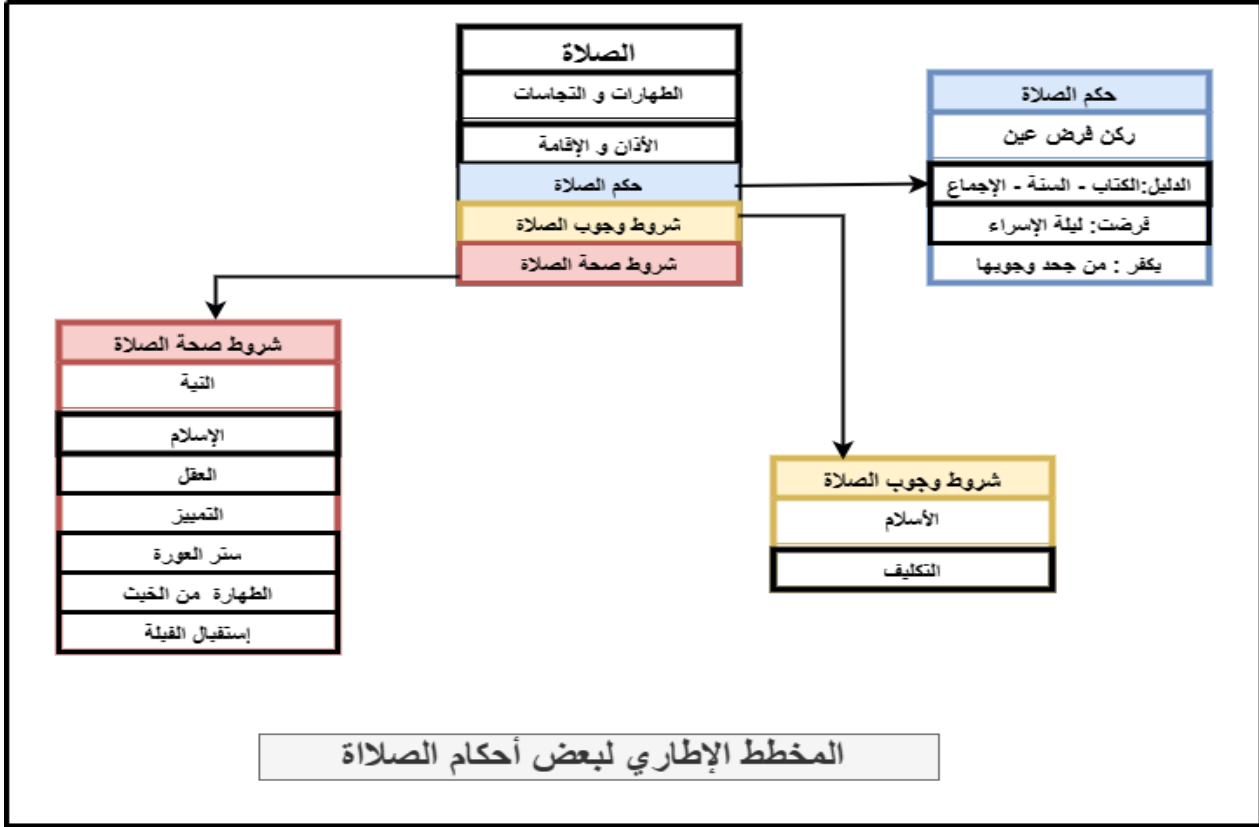 الصلاة
الطهارات و النجاسات
الأذان و الإقامة
حكم الصلاة
شروط وجوب الصلاة
شروط صحة الصلاة
حكم الصلاة
ركن فرض عين
الدليل:الكتاب - السنة - الإجماع
فرضت: ليلة الإسراء
يكفر : من جحد وجوبها
شروط وجوب الصلاة
الأسلام
التكليف
شروط صحة الصلاة
النية
الإسلام
العقل
التمييز
ستر العورة
الطهارة من الخبث
إستقبال القبلة
المخطط الإطاري لبعض أحكام الصلااة